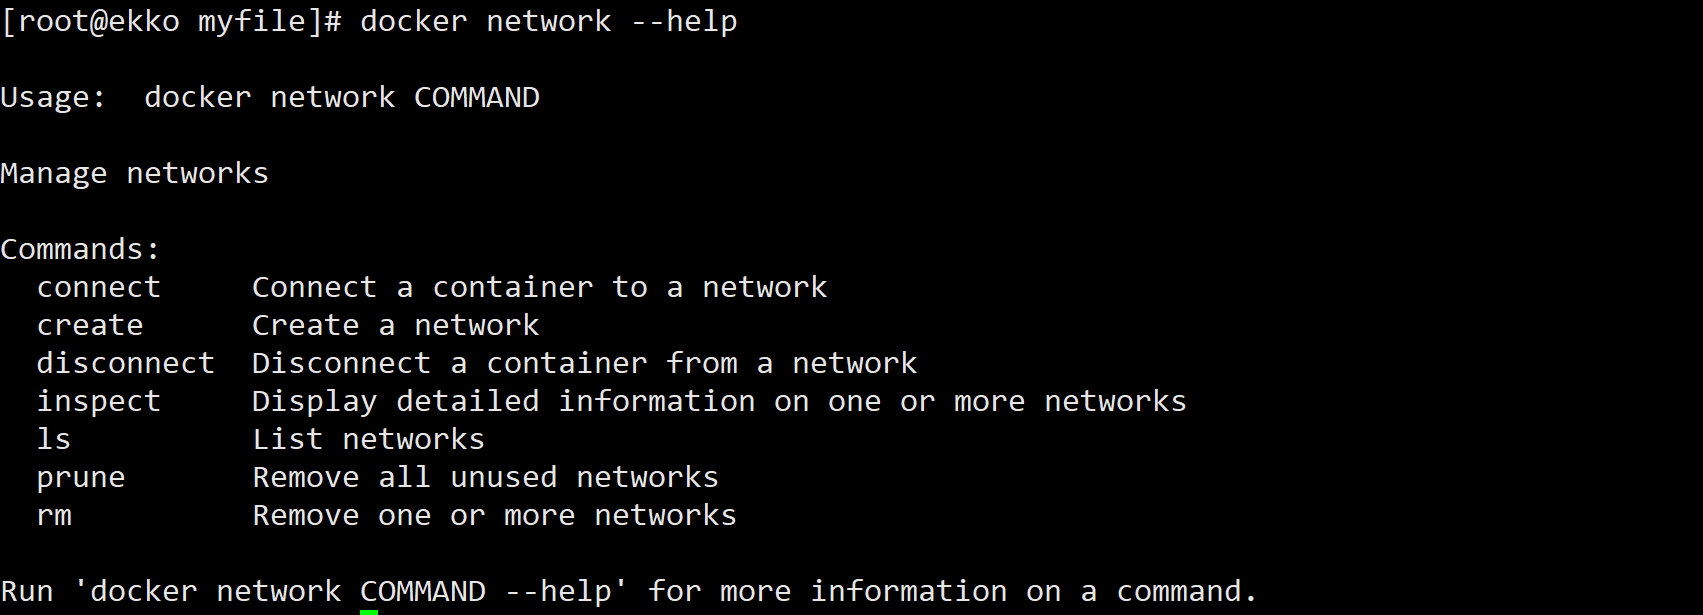 [root@ekko myfile]# docker network --help
Usage:  docker network COMMAND
Manage networks
Commands:
  connect     Connect a container to a network
  create      Create a network
  disconnect  Disconnect a container from a network
  inspect     Display detailed information on one or more networks
  ls          List networks
  prune       Remove all unused networks
  rm          Remove one or more networks
Run 'docker network COMMAND --help' for more information on a command.